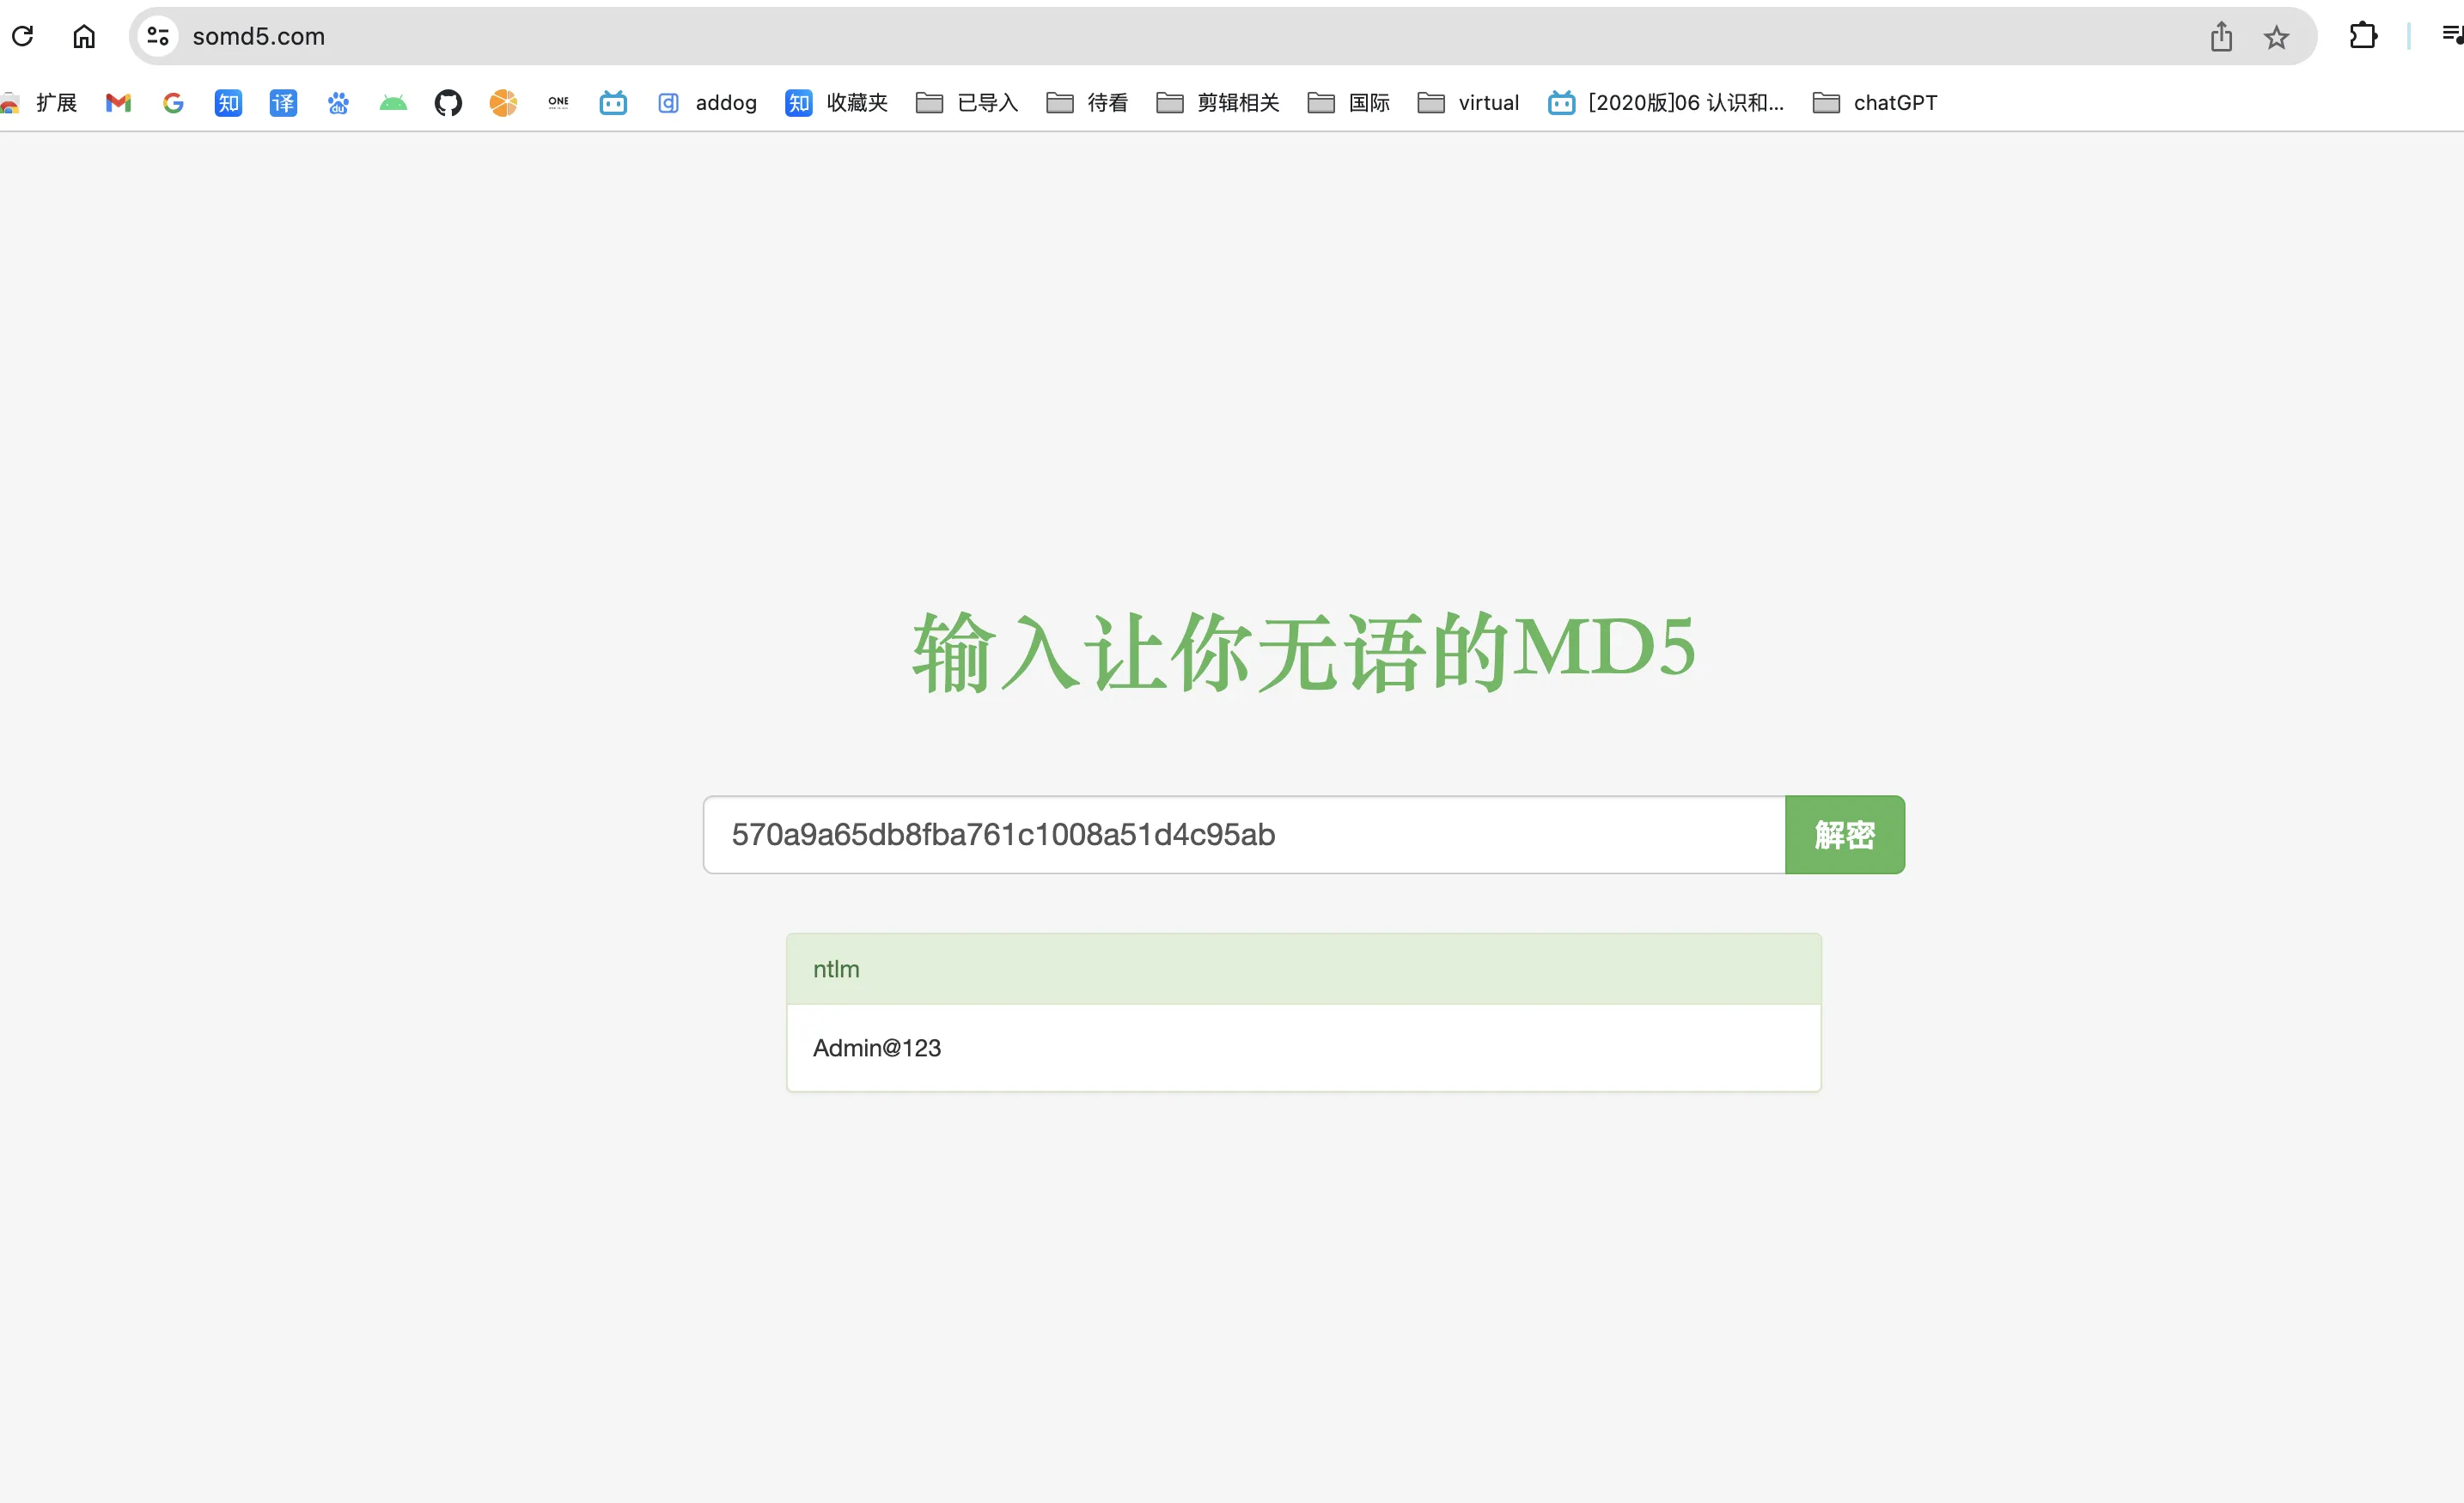 somd5.com
扩展 知 译 du ONE addog 知 收藏夹 已导入 待看 剪辑相关 国际 virtual [2020版]06 认识和... chatGPT
输入让你无语的MD5
570a9a65db8fba761c1008a51d4c95ab 解密
ntlm
Admin@123